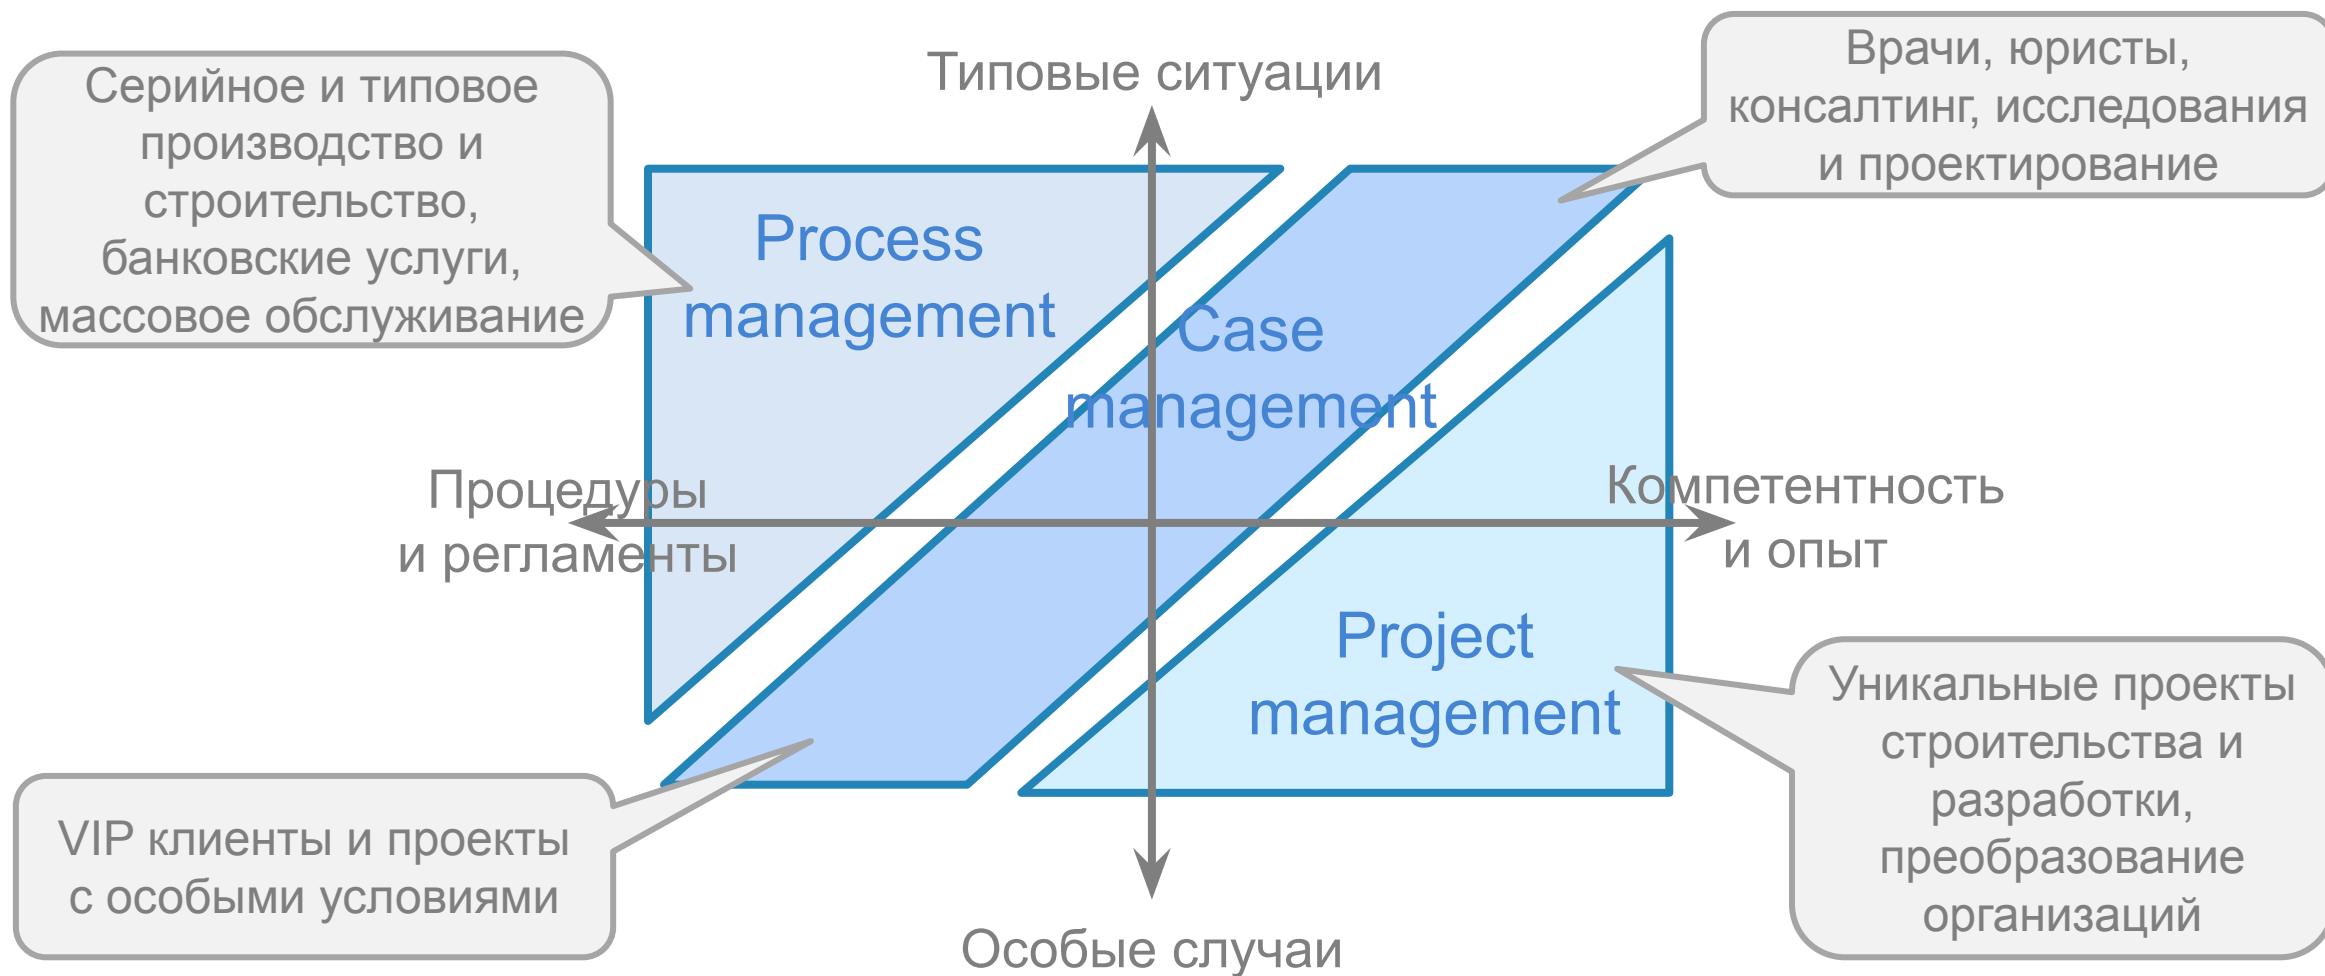 Серийное и типовое
производство и
строительство,
банковские услуги,
массовое обслуживание
Типовые ситуации
Врачи, юристы,
консалтинг, исследования
и проектирование
Process
management
Case
management
Процедуры
и регламенты
Компетентность
и опыт
Project
management
VIP клиенты и проекты
с особыми условиями
Уникальные проекты
строительства и
разработки,
преобразование
организаций
Особые случаи